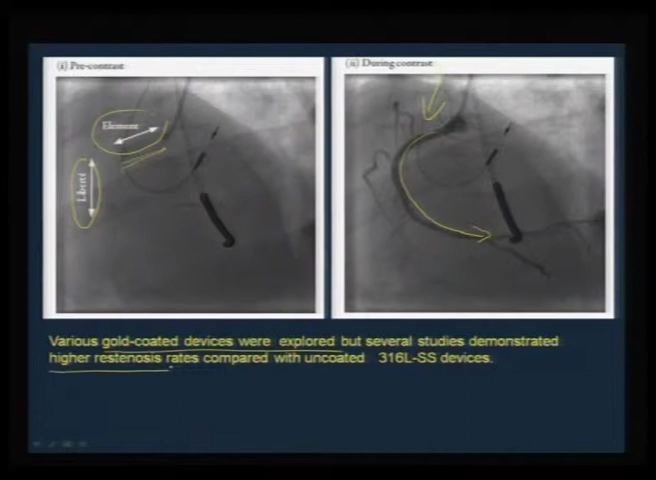 (i) Pre-contrast
(ii) During contrast
Element
Liberté
Various gold-coated devices were explored but several studies demonstrated
higher restenosis rates compared with uncoated 316L-SS devices.